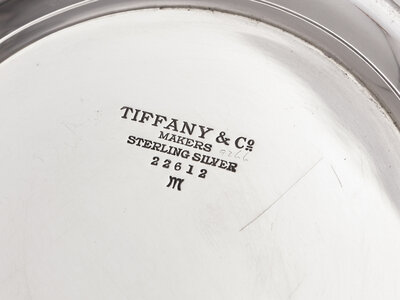 TIFFANY & Co
MAKERS
STERLING SILVER
22612
M